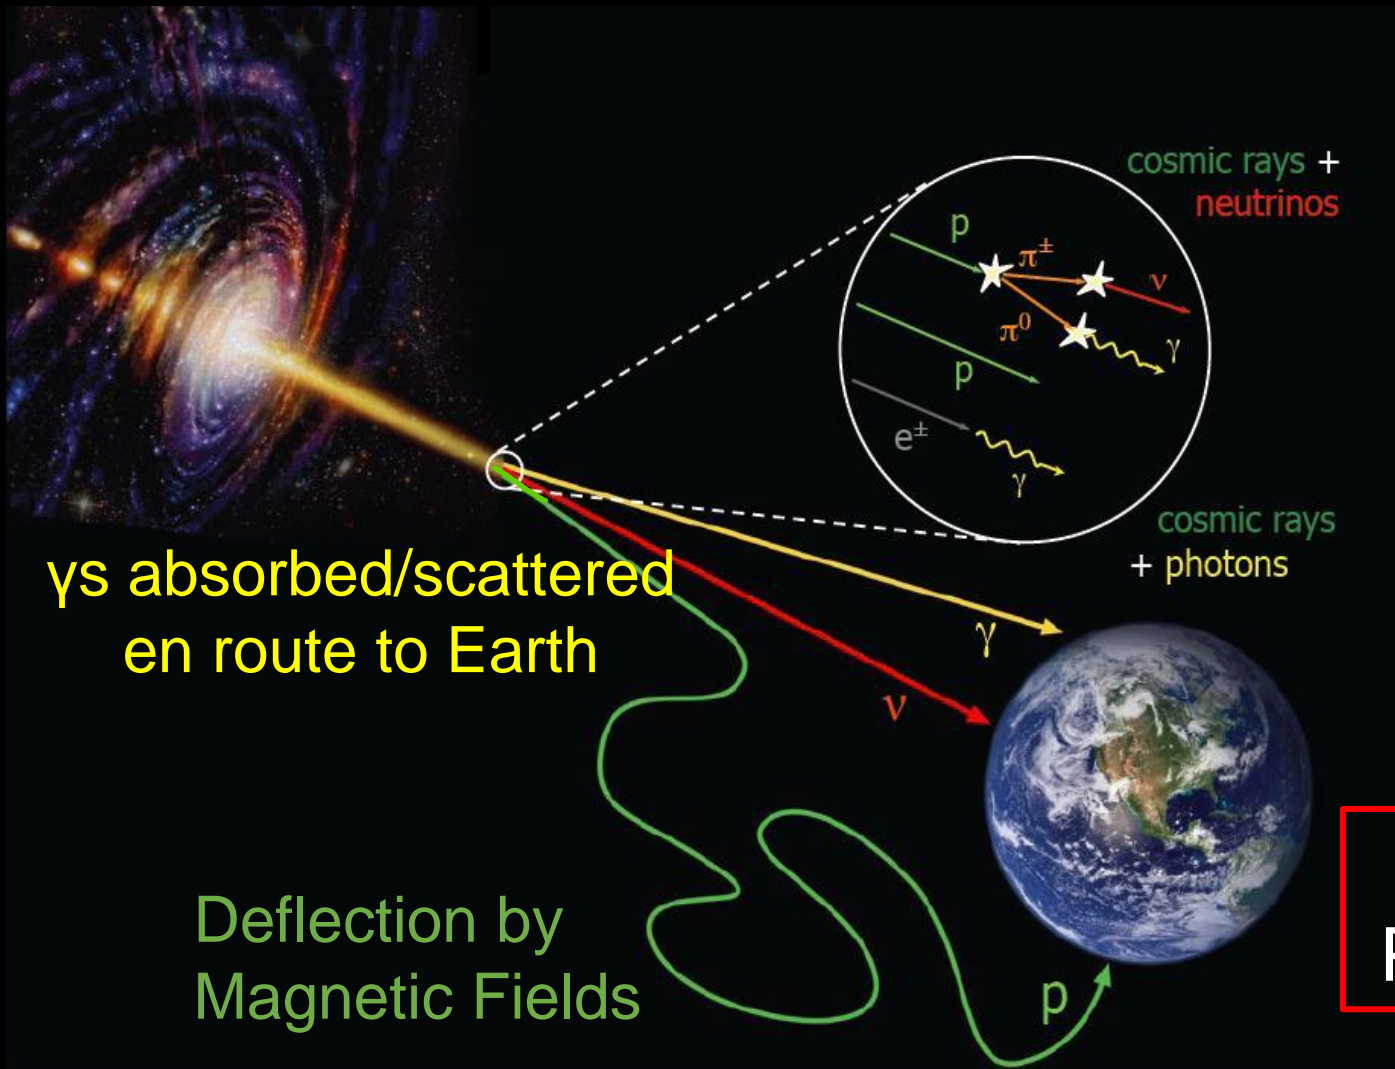 cosmic rays +
neutrinos
p
π±
ν
π⁰
γ
p
e±
γ
cosmic rays
+ photons
γs absorbed/scattered
en route to Earth
γ
ν
Deflection by
Magnetic Fields
p